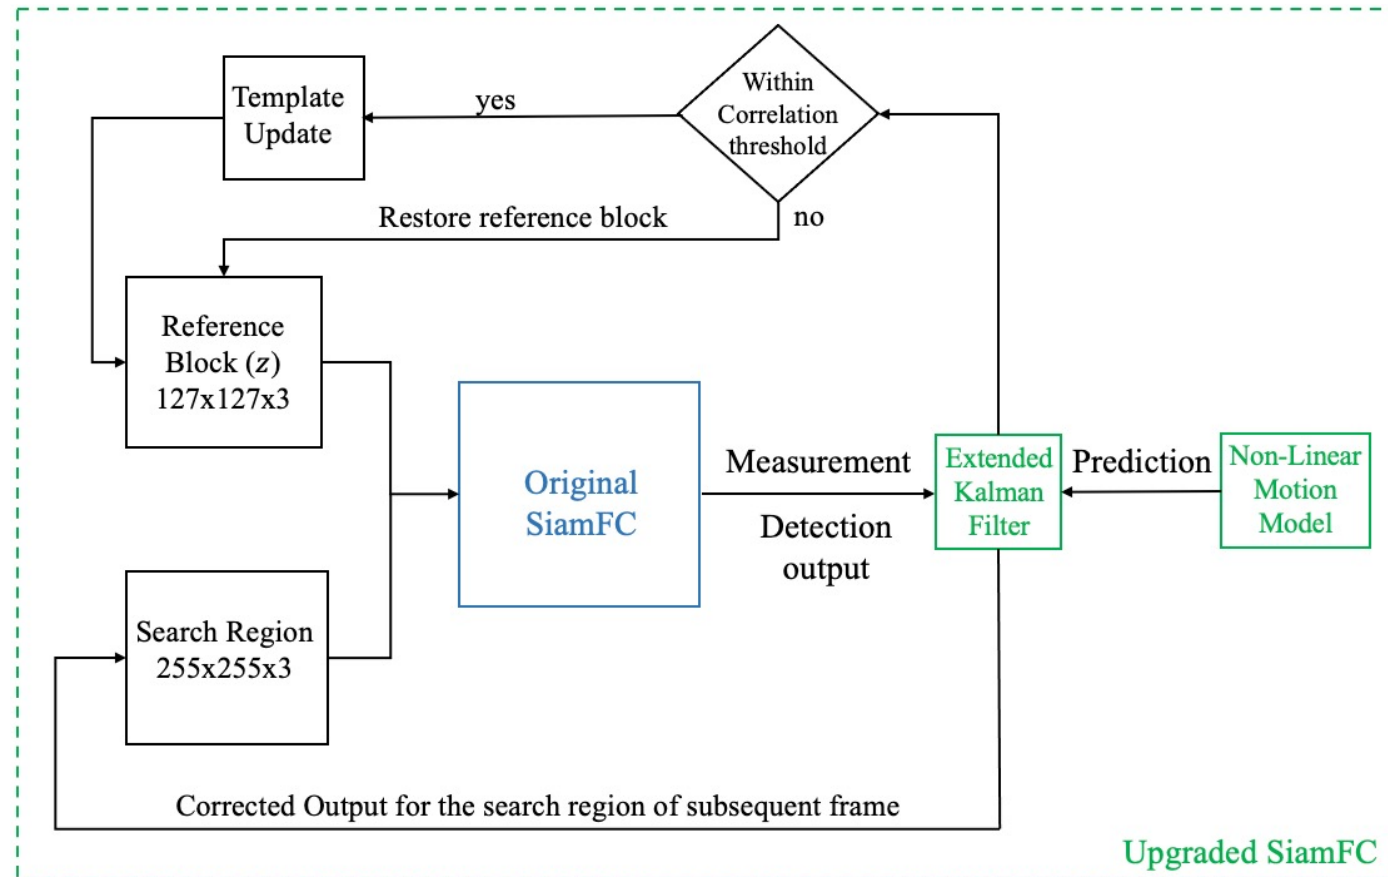 Within
Correlation
threshold
Template
Update
yes
Restore reference block
no
Reference
Block (z)
127x127x3
Original
SiamFC
Measurement
Detection
output
Extended
Kalman
Filter
Prediction
Non-Linear
Motion
Model
Search Region
255x255x3
Corrected Output for the search region of subsequent frame
Upgraded SiamFC